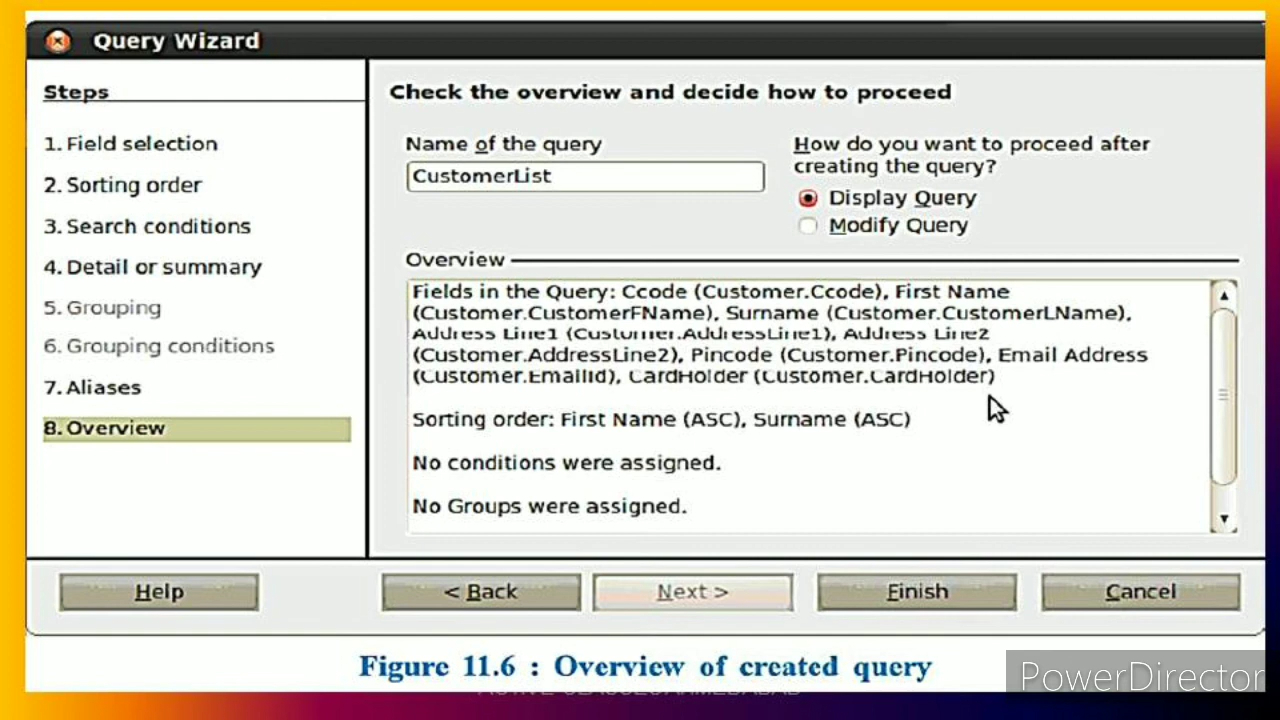 Query Wizard
Steps
1. Field selection
2. Sorting order
3. Search conditions
4. Detail or summary
5. Grouping
6. Grouping conditions
7. Aliases
8. Overview
Check the overview and decide how to proceed
Name of the query
CustomerList
How do you want to proceed after
creating the query?
Display Query
Modify Query
Overview
Fields in the Query: Ccode (Customer.Ccode), First Name
(Customer.CustomerFName), Surname (Customer.CustomerLName),
Address Line1 (Customer.AddressLine1), Address Line2
(Customer.AddressLine2), Pincode (Customer.Pincode), Email Address
(Customer.EmailId), CardHolder (Customer.CardHolder)
Sorting order: First Name (ASC), Surname (ASC)
No conditions were assigned.
No Groups were assigned.
Help
< Back
Next >
Finish
Cancel
Figure 11.6 : Overview of created query
PowerDirector